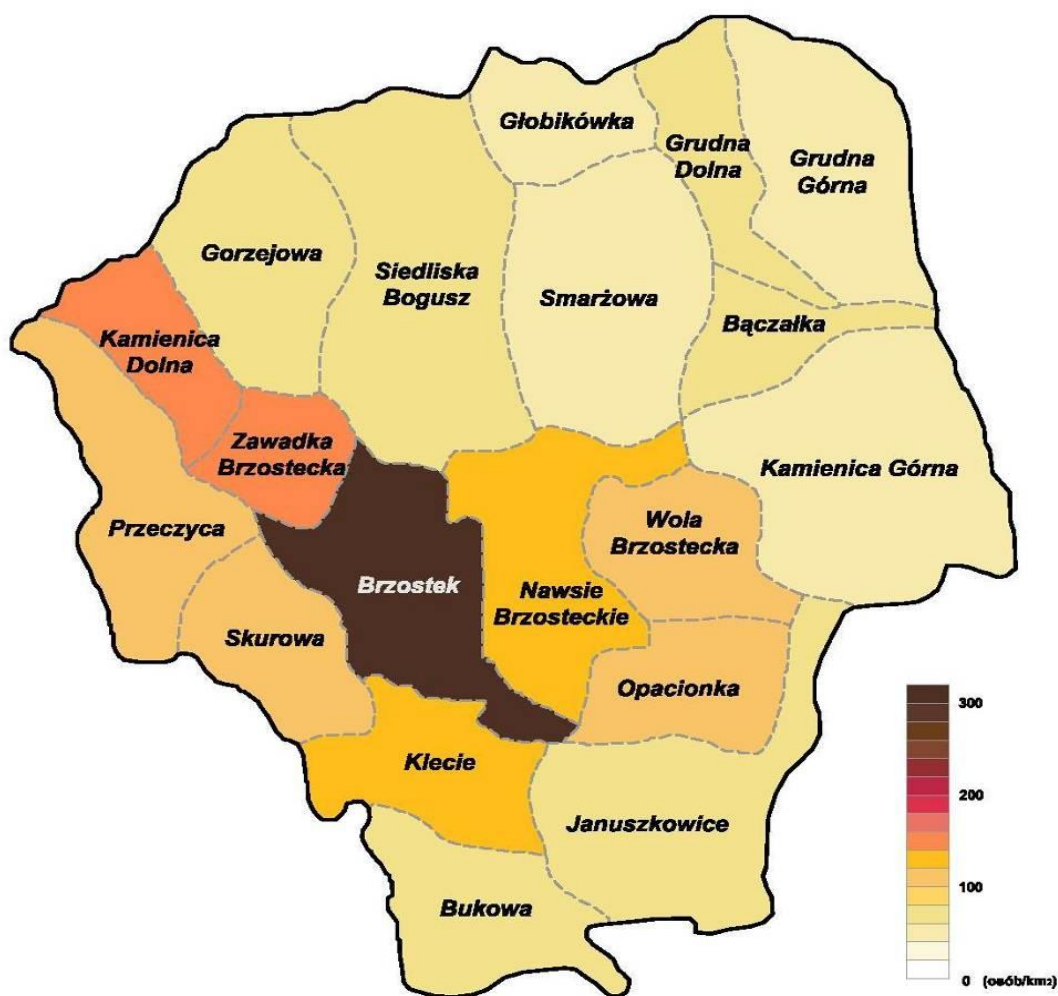 Głobikówka
Grudna
Dolna
Grudna
Górna
Gorzejowa
Siedliska
Bogusz
Smarżowa
Bączałka
Kamienica
Dolna
Zawadka
Brzostecka
Kamienica Górna
Przeczyca
Wola
Brzostecka
Brzostek
Nawsie
Brzosteckie
Skurowa
Opacionka
Klecie
Januszkowice
Bukowa
300
200
100
0 (osób/km2)